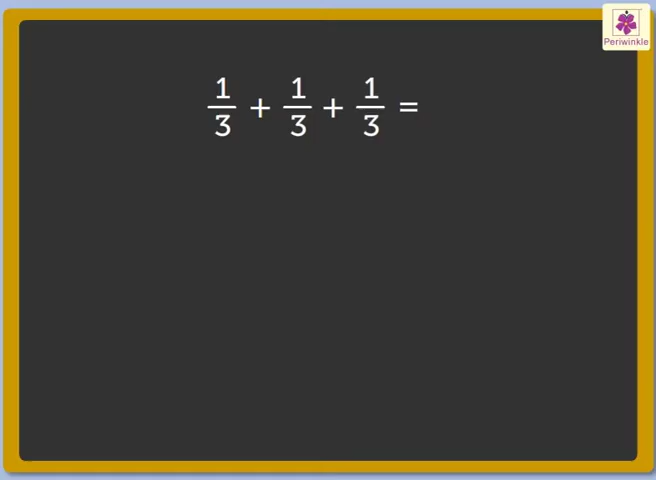 Periwinkle
1/3 + 1/3 + 1/3 =